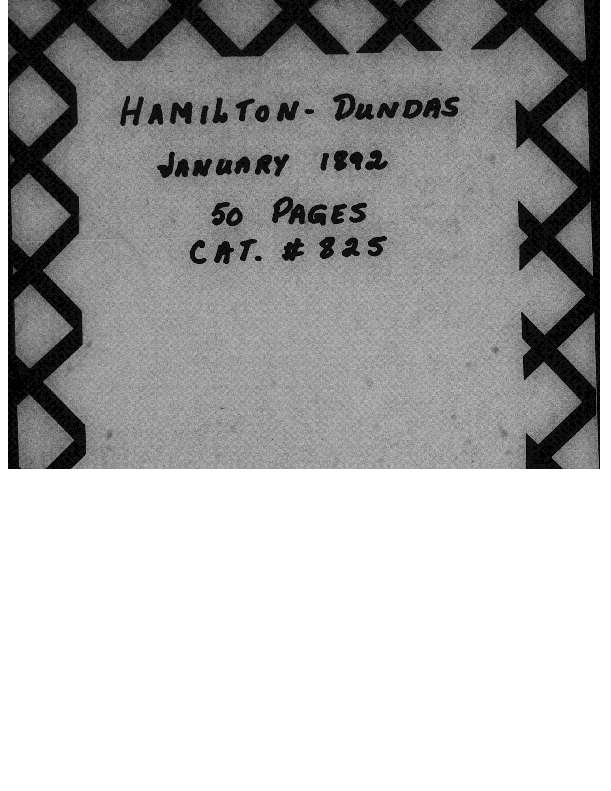 HAMILTON- DUNDAS
JANUARY 1892
50 PAGES
CAT. # 825